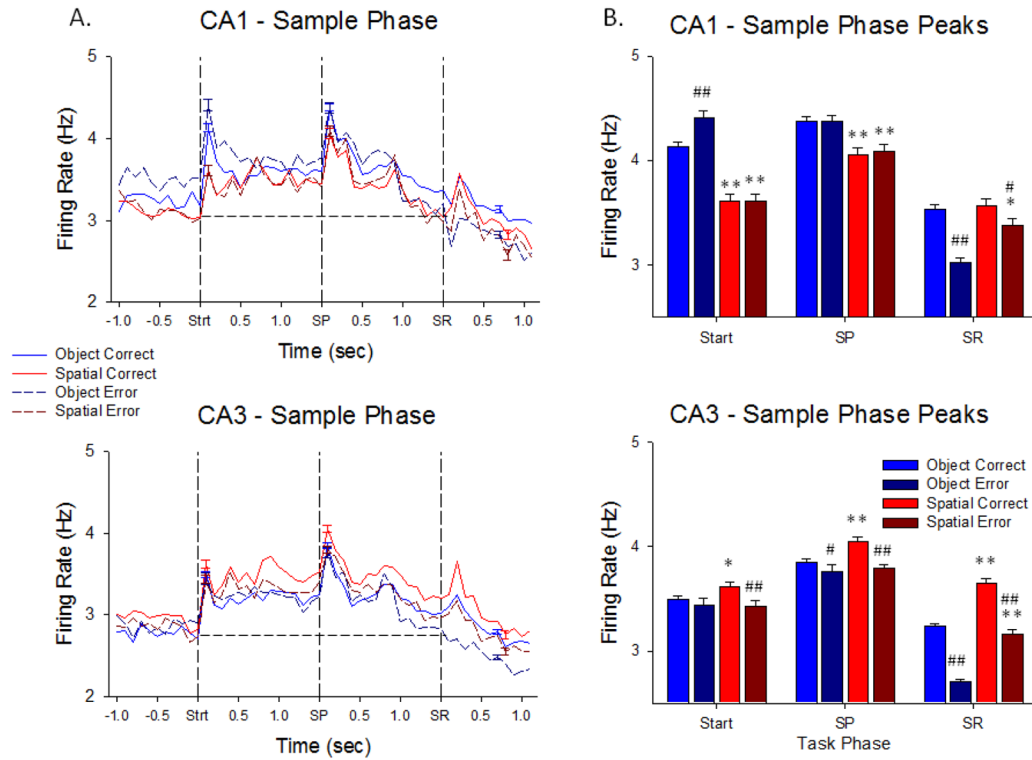 A.
CA1 - Sample Phase
5
4
3
2
Firing Rate (Hz)
-1.0 -0.5 Strt 0.5 1.0 SP 0.5 1.0 SR 0.5 1.0
Time (sec)
Object Correct
Spatial Correct
Object Error
Spatial Error
CA3 - Sample Phase
5
4
3
2
Firing Rate (Hz)
-1.0 -0.5 Strt 0.5 1.0 SP 0.5 1.0 SR 0.5 1.0
Time (sec)
B.
CA1 - Sample Phase Peaks
5
4
3
Firing Rate (Hz)
##
** **
** **
##
#
*
Start SP SR
CA3 - Sample Phase Peaks
5
4
3
Firing Rate (Hz)
Object Correct
Object Error
Spatial Correct
Spatial Error
*
##
#
**
##
##
**
##
**
Start SP SR
Task Phase